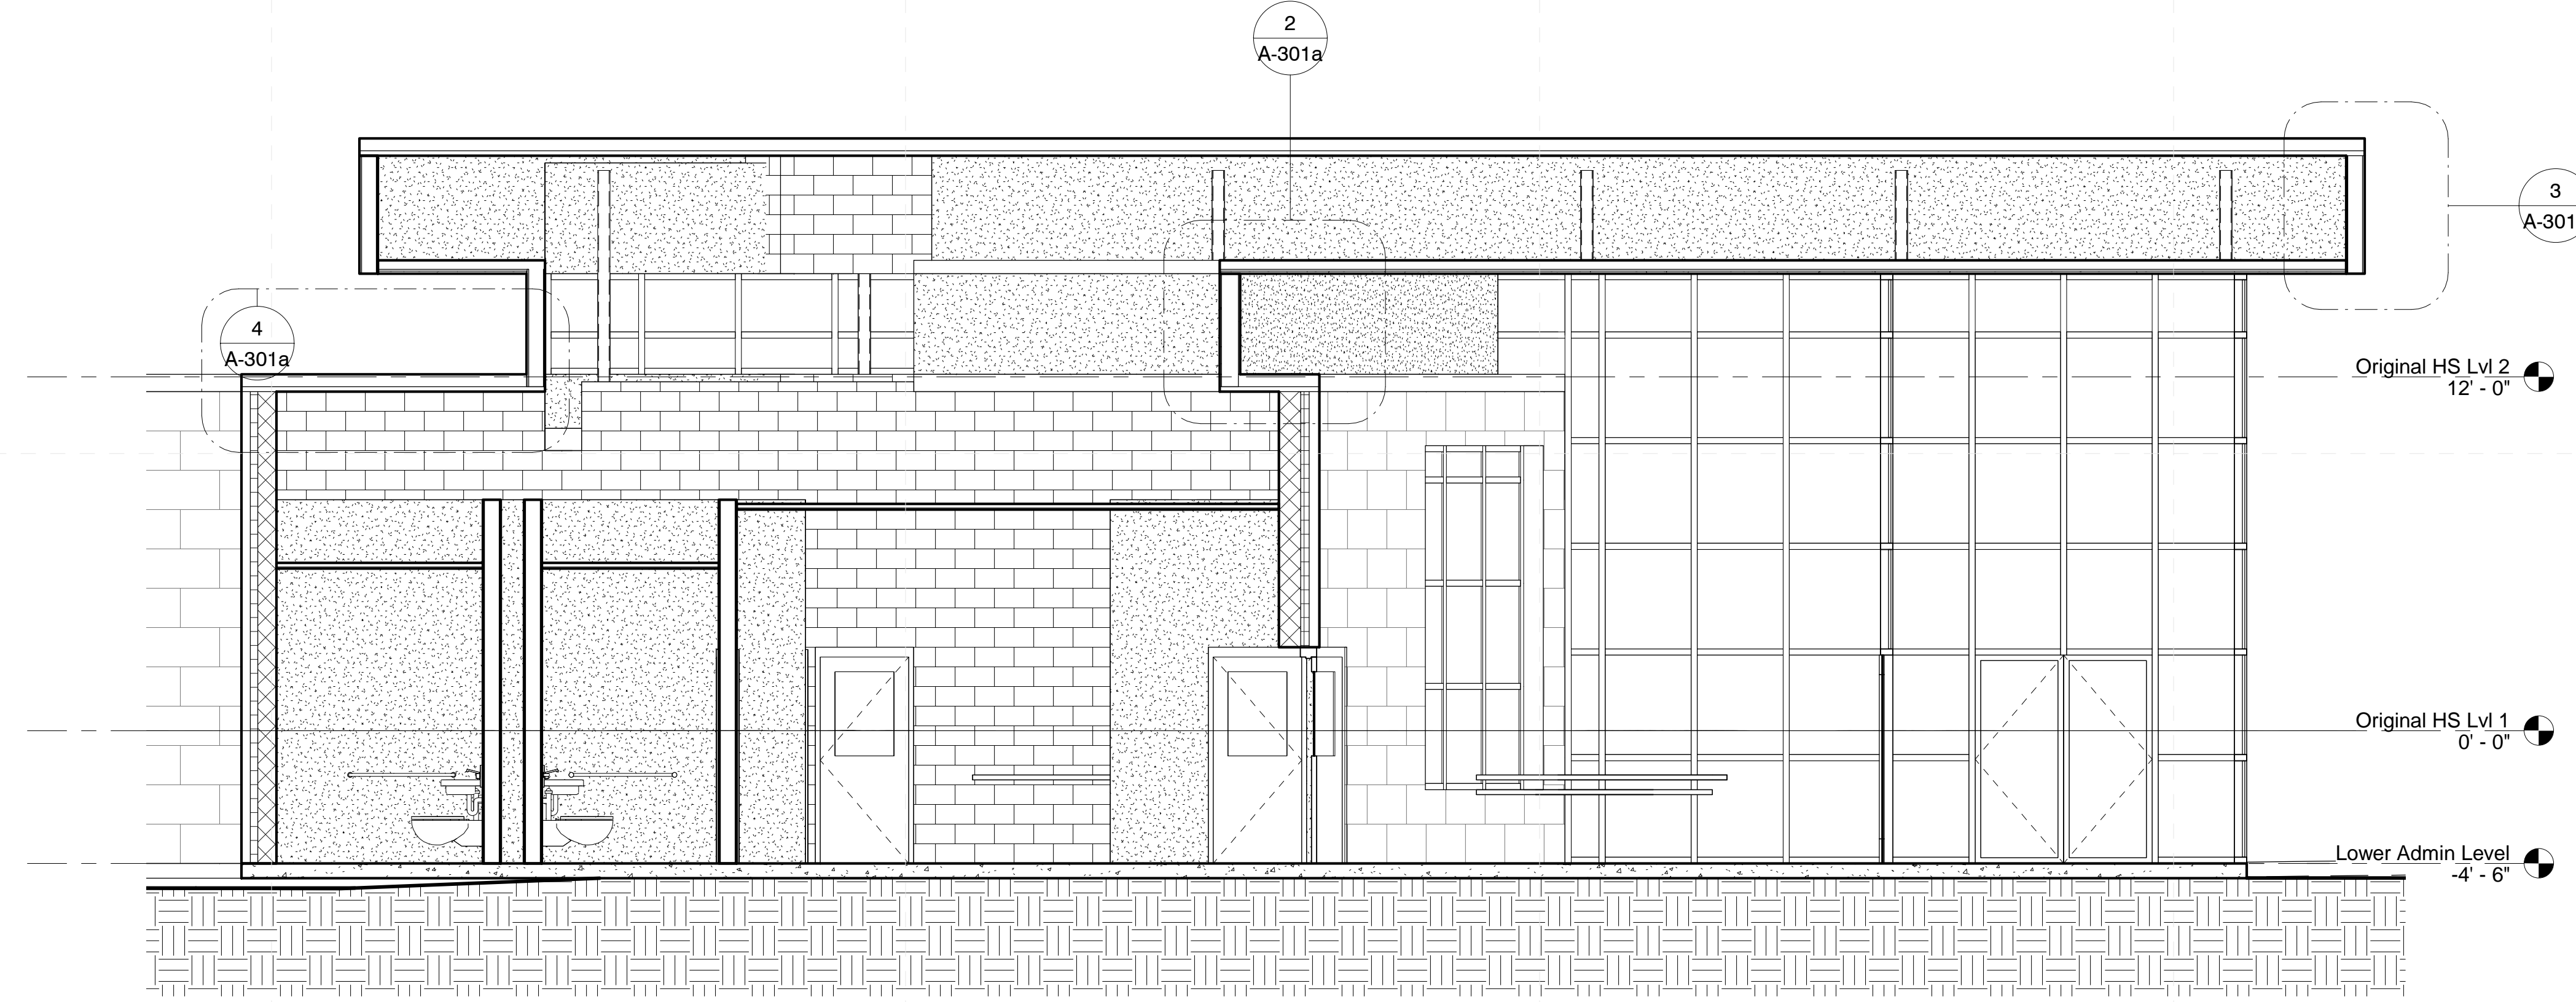 2
A-301a
3
A-301
4
A-301a
Original HS Lvl 2
12' - 0"
Original HS Lvl 1
0' - 0"
Lower Admin Level
-4' - 6"